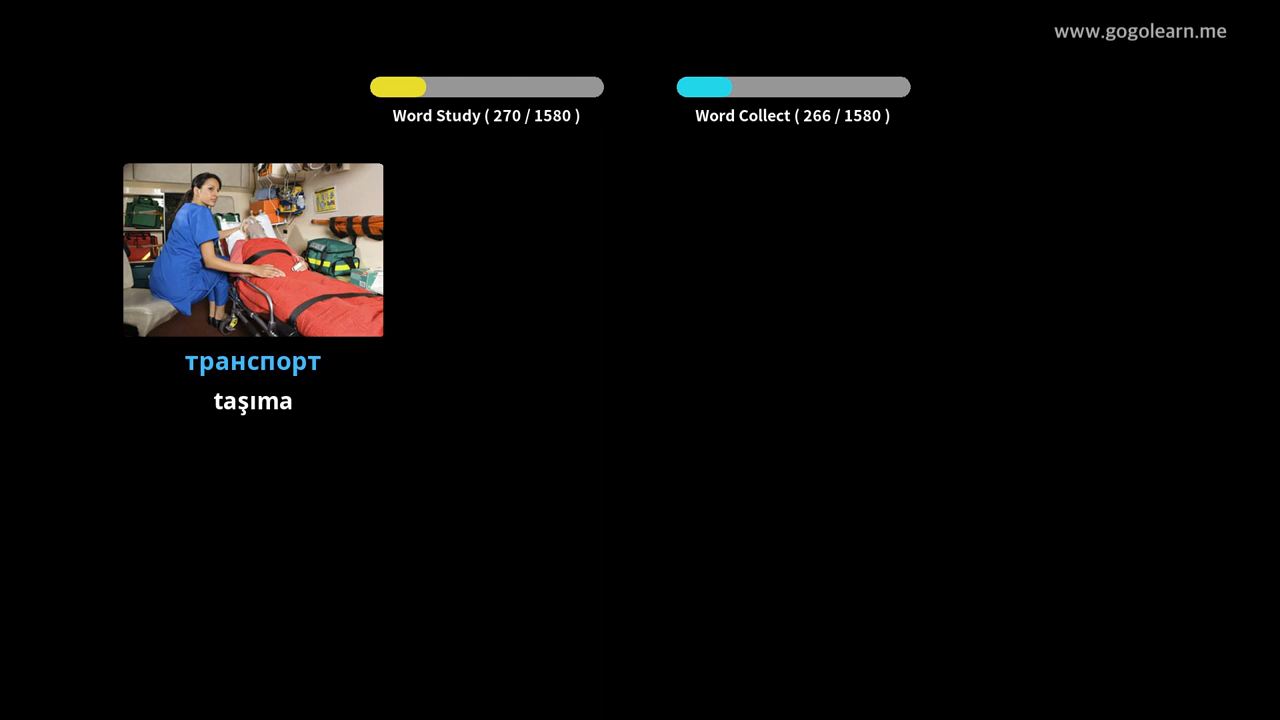 www.gogolearn.me
Word Study ( 270 / 1580 )
Word Collect ( 266 / 1580 )
транспорт
taşıma